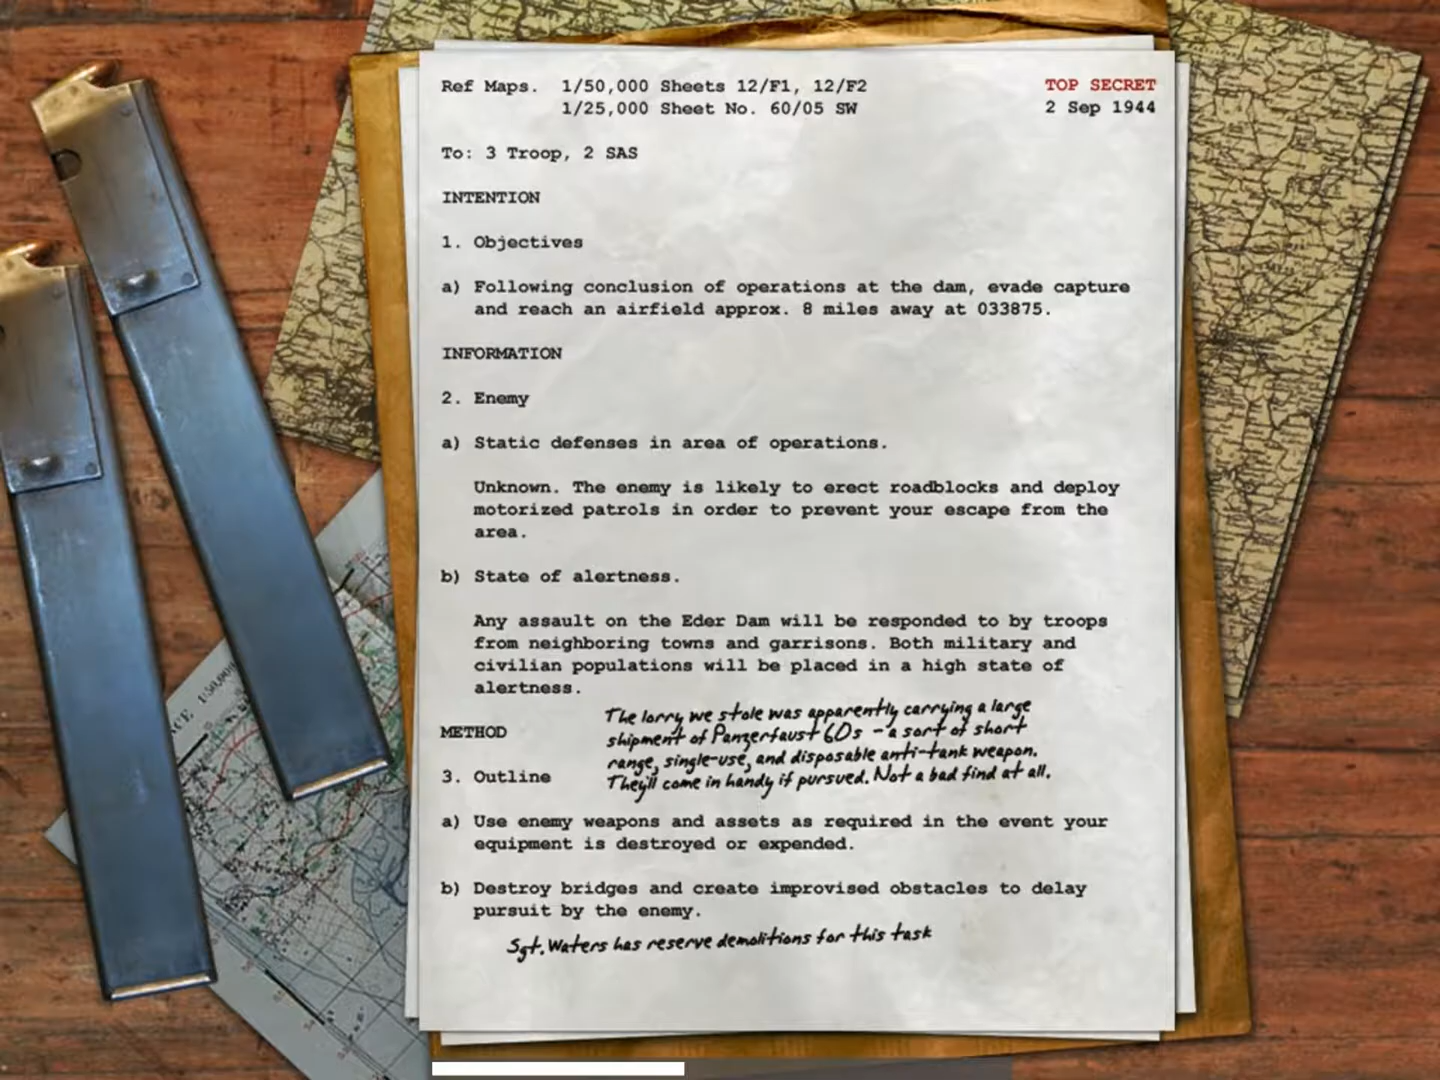 Ref Maps. 1/50,000 Sheets 12/F1, 12/F2
1/25,000 Sheet No. 60/05 SW
TOP SECRET
2 Sep 1944
To: 3 Troop, 2 SAS
INTENTION
1. Objectives
a) Following conclusion of operations at the dam, evade capture
and reach an airfield approx. 8 miles away at 033875.
INFORMATION
2. Enemy
a) Static defenses in area of operations.
Unknown. The enemy is likely to erect roadblocks and deploy
motorized patrols in order to prevent your escape from the
area.
b) State of alertness.
Any assault on the Eder Dam will be responded to by troops
from neighboring towns and garrisons. Both military and
civilian populations will be placed in a high state of
alertness.
The lorry we stole was apparently carrying a large
shipment of Panzerfaust 60s - a sort of short
range, single-use, and disposable anti-tank weapon.
They'll come in handy if pursued. Not a bad find at all.
METHOD
3. Outline
a) Use enemy weapons and assets as required in the event your
equipment is destroyed or expended.
b) Destroy bridges and create improvised obstacles to delay
pursuit by the enemy.
Sgt. Waters has reserve demolitions for this task